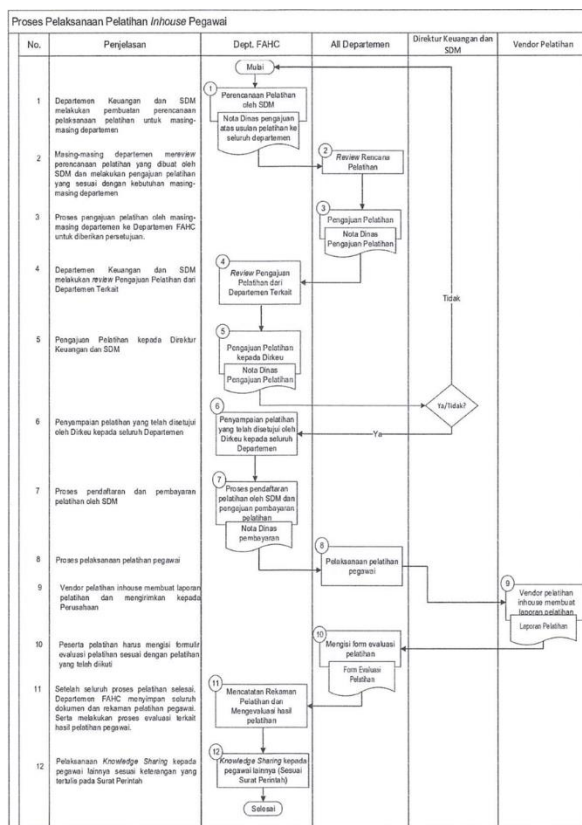 Proses Pelaksanaan Pelatihan Inhouse Pegawai
No.
Penjelasan
Dept. FAHC
All Departemen
Direktur Keuangan dan
SDM
Vendor Pelatihan
Mulai
1
Departemen Keuangan dan SDM
melakukan pembuatan perencanaan
pelaksanaan pelatihan untuk masing-
masing departemen
1
Perencanaan Pelatihan
oleh SDM
Nota Dinas pengajuan
atas usulan pelatihan ke
seluruh departemen
2
Masing-masing departemen mereview
perencanaan pelatihan yang dibuat oleh
SDM dan melakukan pengajuan pelatihan
yang sesuai dengan kebutuhan masing-
masing departemen
2
Review Rencana
Pelatihan
3
Proses pengajuan pelatihan oleh masing-
masing departemen ke Departemen FAHC
untuk diberikan persetujuan.
3
Pengajuan Pelatihan
Nota Dinas
Pengajuan Pelatihan
4
Departemen Keuangan dan SDM
melakukan review Pengajuan Pelatihan dari
Departemen Terkait
4
Review Pengajuan
Pelatihan dari
Departemen Terkait
Tidak
5
Pengajuan Pelatihan kepada Direktur
Keuangan dan SDM
5
Pengajuan Pelatihan
kepada Dirkeu
Nota Dinas
Pengajuan Pelatihan
Ya/Tidak?
6
Penyampaian pelatihan yang telah disetujui
oleh Dirkeu kepada seluruh Departemen
6
Penyampaian pelatihan
yang telah disetujui oleh
Dirkeu kepada seluruh
Departemen
Ya
7
Proses pendaftaran dan pembayaran
pelatihan oleh SDM
7
Proses pendaftaran
pelatihan oleh SDM dan
pengajuan pembayaran
pelatihan
Nota Dinas
pembayaran
8
Proses pelaksanaan pelatihan pegawai
8
Pelaksanaan pelatihan
pegawai
9
Vendor pelatihan inhouse membuat laporan
pelatihan dan mengirimkan kepada
Perusahaan
9
Vendor pelatihan
inhouse membuat
laporan pelatihan
Laporan Pelatihan
10
Peserta pelatihan harus mengisi formulir
evaluasi pelatihan sesuai dengan pelatihan
yang telah diikuti
10
Mengisi form evaluasi
pelatihan
Form Evaluasi
Pelatihan
11
Setelah seluruh proses pelatihan selesai,
Departemen FAHC menyimpan seluruh
dokumen dan rekaman pelatihan pegawai.
Serta melakukan proses evaluasi terkait
hasil pelatihan pegawai.
11
Mencatatan Rekaman
Pelatihan dan
Mengevaluasi hasil
pelatihan
12
Pelaksanaan Knowledge Sharing kepada
pegawai lainnya sesuai keterangan yang
tertulis pada Surat Perintah
12
Knowledge Sharing kepada
pegawai lainnya (Sesuai
Surat Perintah)
Selesai